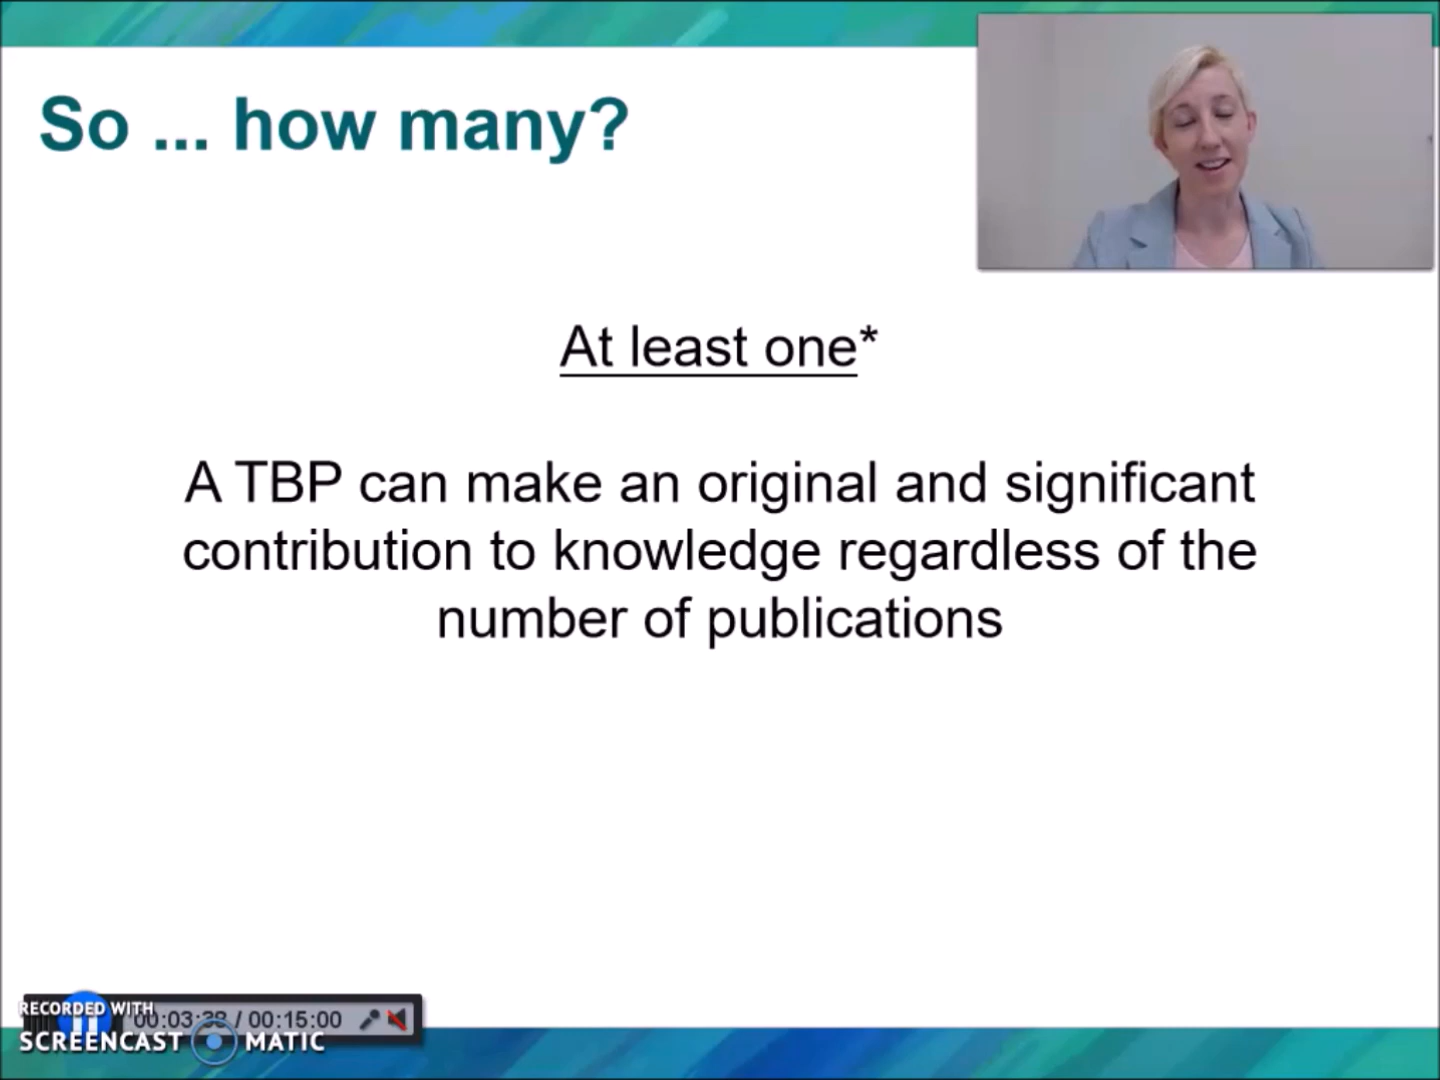 So ... how many?
At least one*
A TBP can make an original and significant
contribution to knowledge regardless of the
number of publications
RECORDED WITH
00:03:38 / 00:15:00
SCREENCAST MATIC